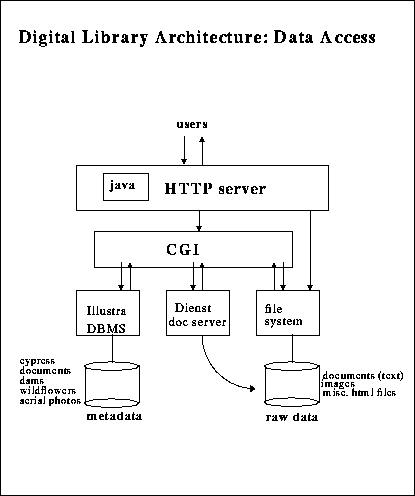 Digital Library Architecture: Data Access
users
java
HTTP server
CGI
Illustra
DBMS
Dienst
doc server
file
system
cypress
documents
dams
wildflowers
aerial photos
metadata
documents (text)
images
misc. html files
raw data